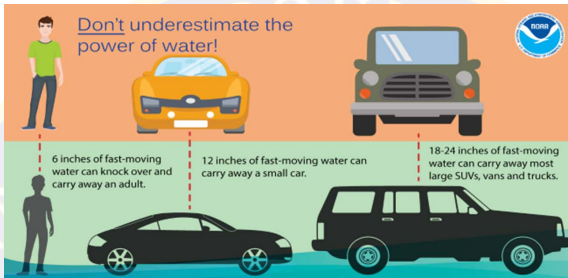 Don't underestimate the
power of water!
NOAA
6 inches of fast-moving
water can knock over and
carry away an adult.
12 inches of fast-moving water can
carry away a small car.
18-24 inches of fast-moving
water can carry away most
large SUVs, vans and trucks.